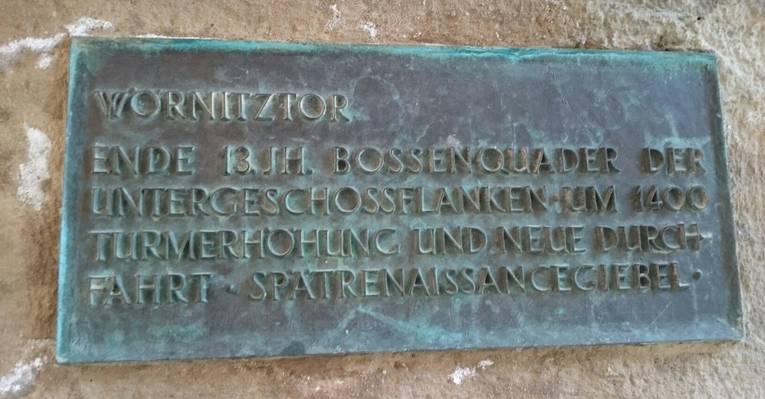 WÖRNITZTOR
ENDE 13.JH. BOSSENQUADER DER
UNTERGESCHOSSFLANKEN · UM 1400
TURMERHÖHUNG UND NEUE DURCH-
FAHRT · SPÄTRENAISSANCEGIEBEL ·